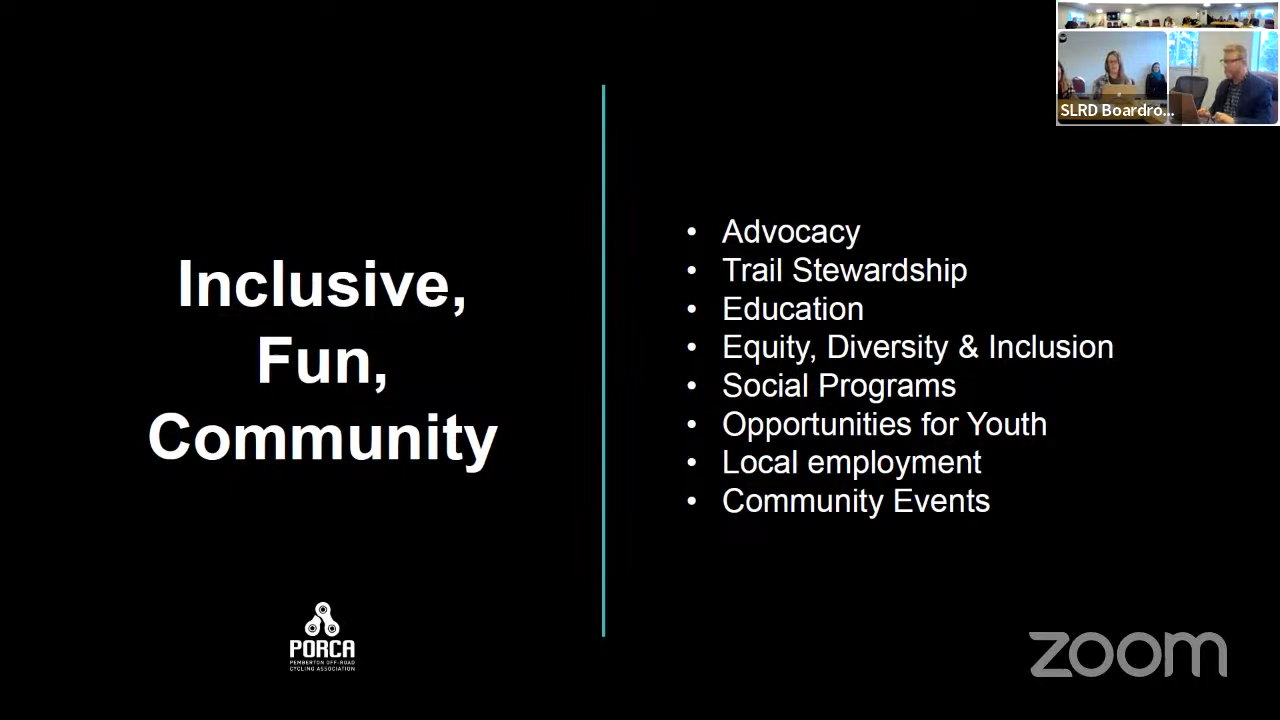 SLRD Boardro...
Inclusive,
Fun,
Community
• Advocacy
• Trail Stewardship
• Education
• Equity, Diversity & Inclusion
• Social Programs
• Opportunities for Youth
• Local employment
• Community Events
PORCA
PEMBERTON OFF-ROAD
CYCLING ASSOCIATION
zoom